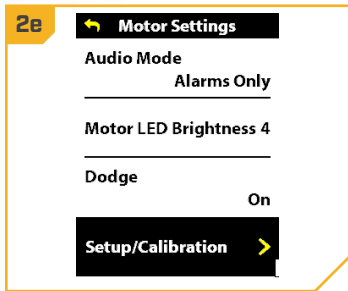 2e
Motor Settings
Audio Mode
Alarms Only
Motor LED Brightness 4
Dodge
On
Setup/Calibration >